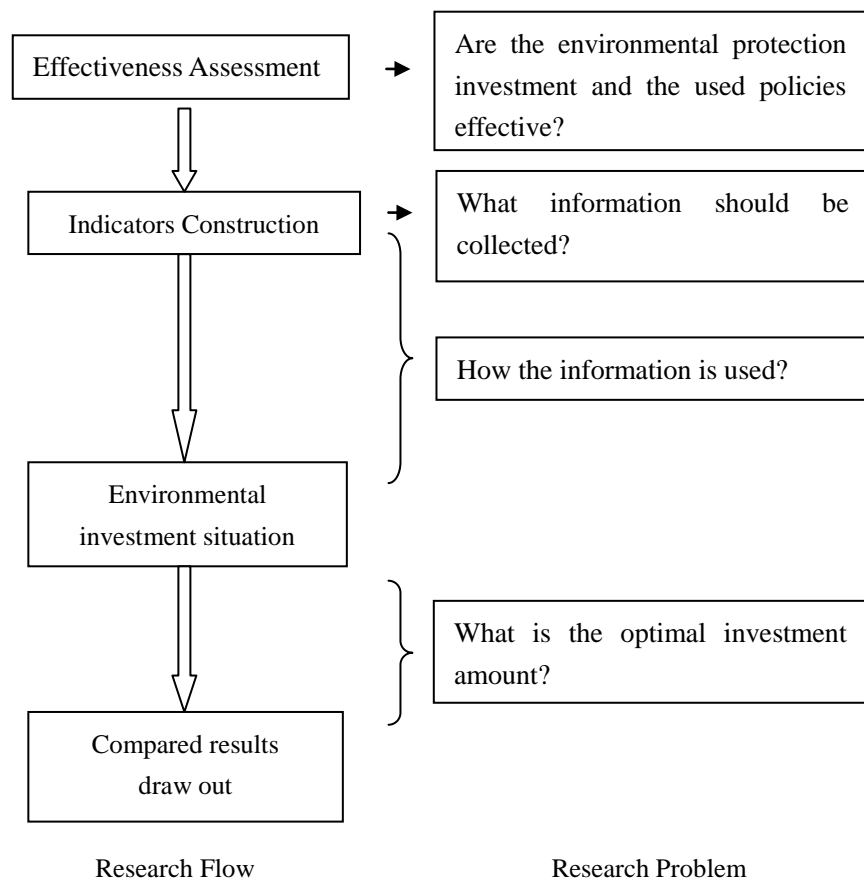 Effectiveness Assessment
Are the environmental protection
investment and the used policies
effective?
Indicators Construction
What information should be
collected?
How the information is used?
Environmental
investment situation
What is the optimal investment
amount?
Compared results
draw out
Research Flow
Research Problem